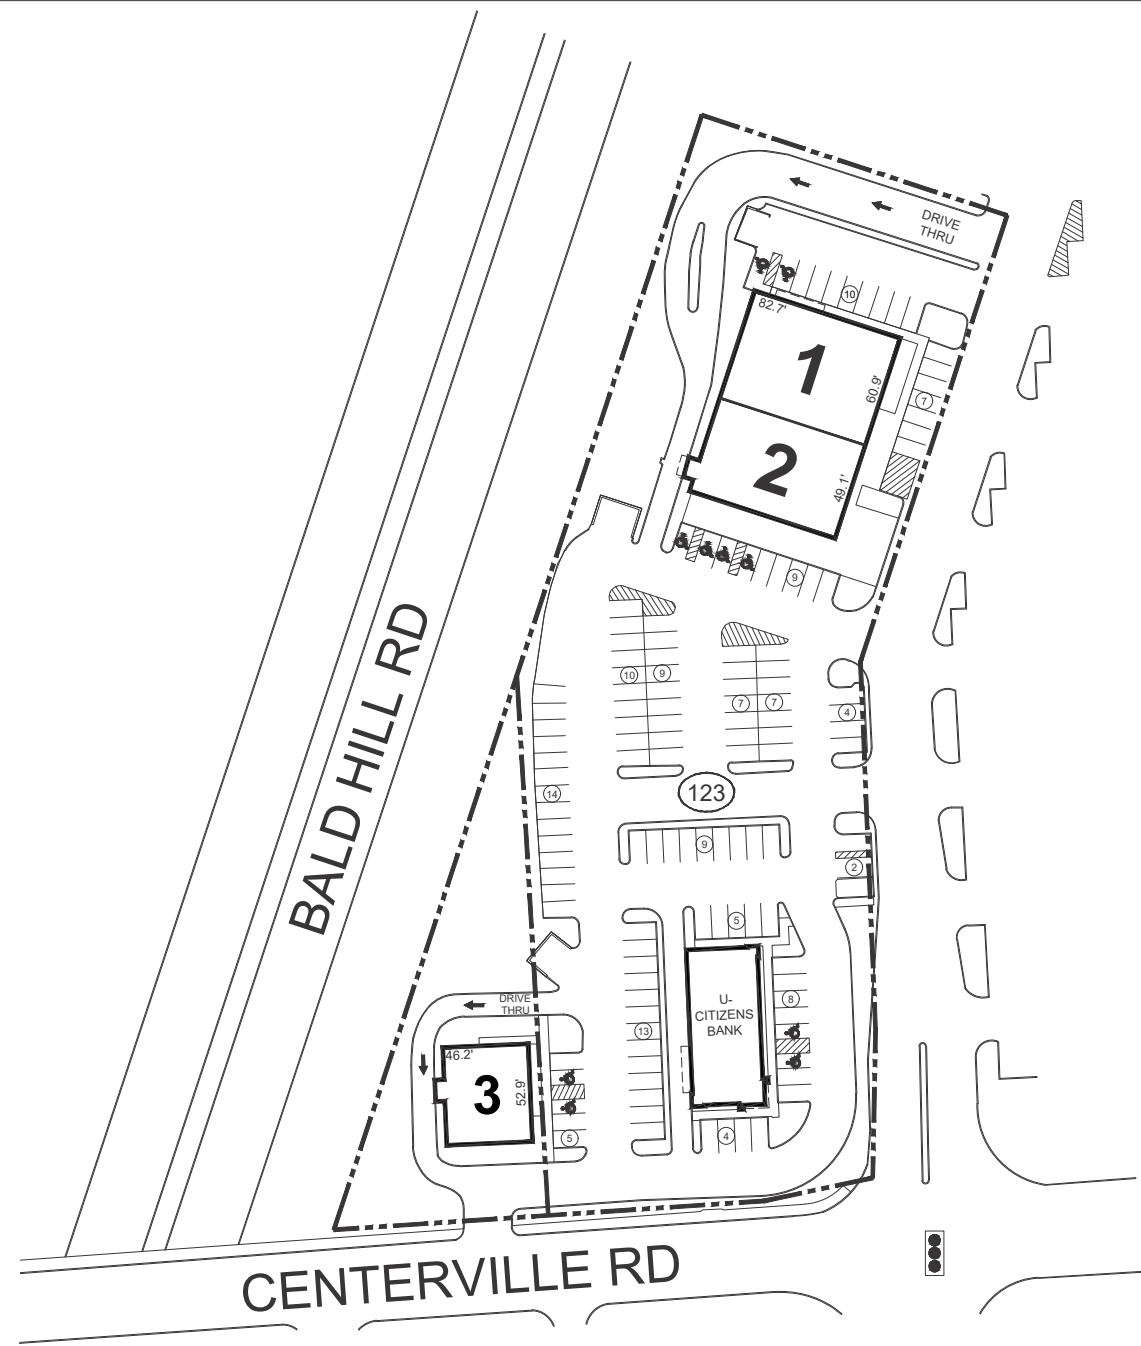 DRIVE
THRU
10
82.7'
1
60.9'
7
2
49.1'
9
BALD HILL RD
10
9
7
7
4
14
123
9
2
5
DRIVE
THRU
U-
CITIZENS
BANK
8
13
46.2'
3
52.9'
5
4
CENTERVILLE RD